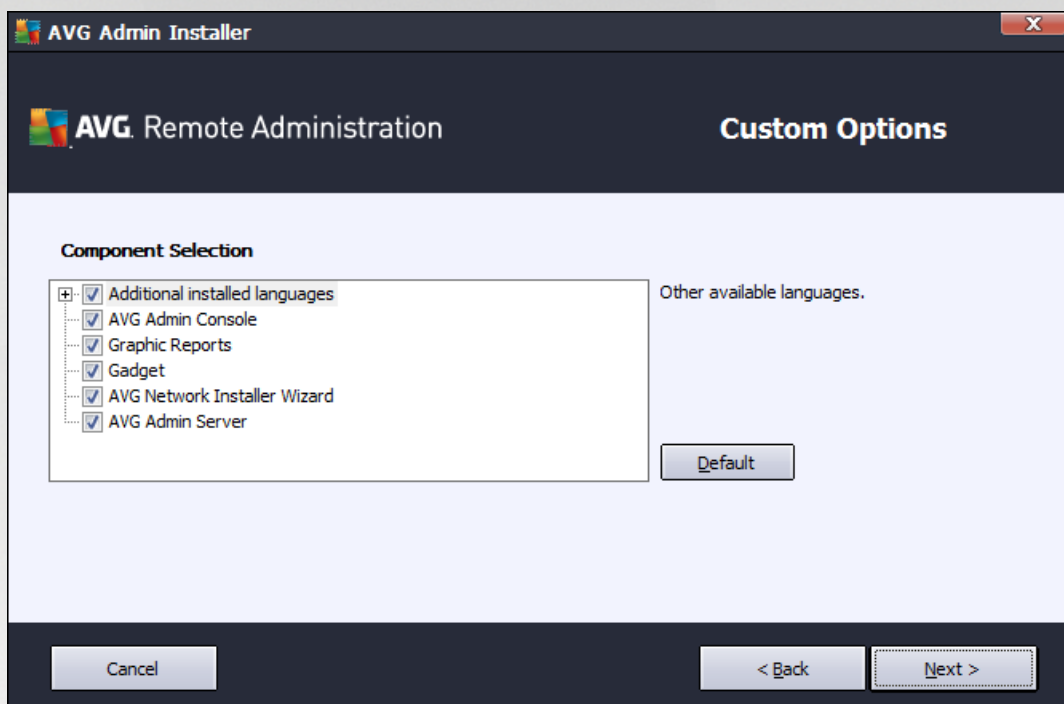 AVG Admin Installer
AVG. Remote Administration
Custom Options
Component Selection
Additional installed languages
AVG Admin Console
Graphic Reports
Gadget
AVG Network Installer Wizard
AVG Admin Server
Other available languages.
Default
Cancel
< Back
Next >